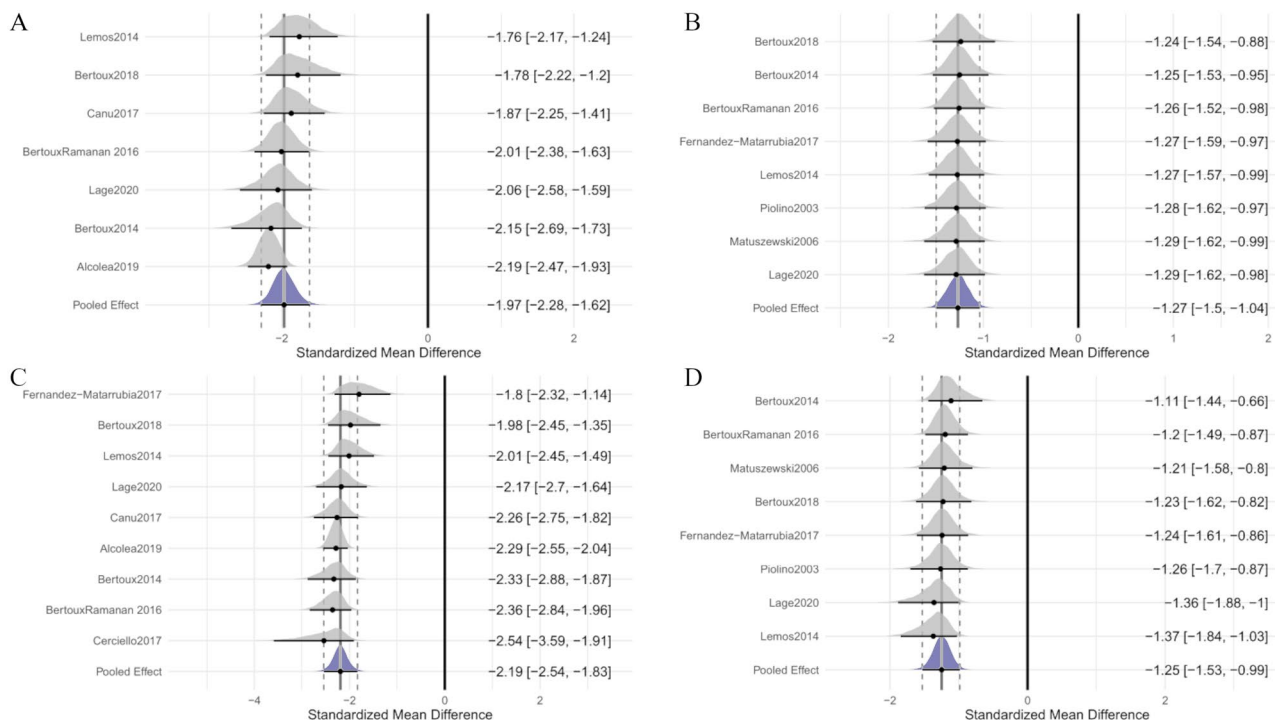 A
Lemos2014 −1.76 [−2.17, −1.24]
Bertoux2018 −1.78 [−2.22, −1.2]
Canu2017 −1.87 [−2.25, −1.41]
BertouxRamanan 2016 −2.01 [−2.38, −1.63]
Lage2020 −2.06 [−2.58, −1.59]
Bertoux2014 −2.15 [−2.69, −1.73]
Alcolea2019 −2.19 [−2.47, −1.93]
Pooled Effect −1.97 [−2.28, −1.62]
−2 0 2
Standardized Mean Difference
B
Bertoux2018 −1.24 [−1.54, −0.88]
Bertoux2014 −1.25 [−1.53, −0.95]
BertouxRamanan 2016 −1.26 [−1.52, −0.98]
Fernandez−Matarrubia2017 −1.27 [−1.59, −0.97]
Lemos2014 −1.27 [−1.57, −0.99]
Piolino2003 −1.28 [−1.62, −0.97]
Matuszewski2006 −1.29 [−1.62, −0.99]
Lage2020 −1.29 [−1.62, −0.98]
Pooled Effect −1.27 [−1.5, −1.04]
−2 −1 0 1 2
Standardized Mean Difference
C
Fernandez−Matarrubia2017 −1.8 [−2.32, −1.14]
Bertoux2018 −1.98 [−2.45, −1.35]
Lemos2014 −2.01 [−2.45, −1.49]
Lage2020 −2.17 [−2.7, −1.64]
Canu2017 −2.26 [−2.75, −1.82]
Alcolea2019 −2.29 [−2.55, −2.04]
Bertoux2014 −2.33 [−2.88, −1.87]
BertouxRamanan 2016 −2.36 [−2.84, −1.96]
Cerciello2017 −2.54 [−3.59, −1.91]
Pooled Effect −2.19 [−2.54, −1.83]
−4 −2 0 2
Standardized Mean Difference
D
Bertoux2014 −1.11 [−1.44, −0.66]
BertouxRamanan 2016 −1.2 [−1.49, −0.87]
Matuszewski2006 −1.21 [−1.58, −0.8]
Bertoux2018 −1.23 [−1.62, −0.82]
Fernandez−Matarrubia2017 −1.24 [−1.61, −0.86]
Piolino2003 −1.26 [−1.7, −0.87]
Lage2020 −1.36 [−1.88, −1]
Lemos2014 −1.37 [−1.84, −1.03]
Pooled Effect −1.25 [−1.53, −0.99]
−2 0 2
Standardized Mean Difference